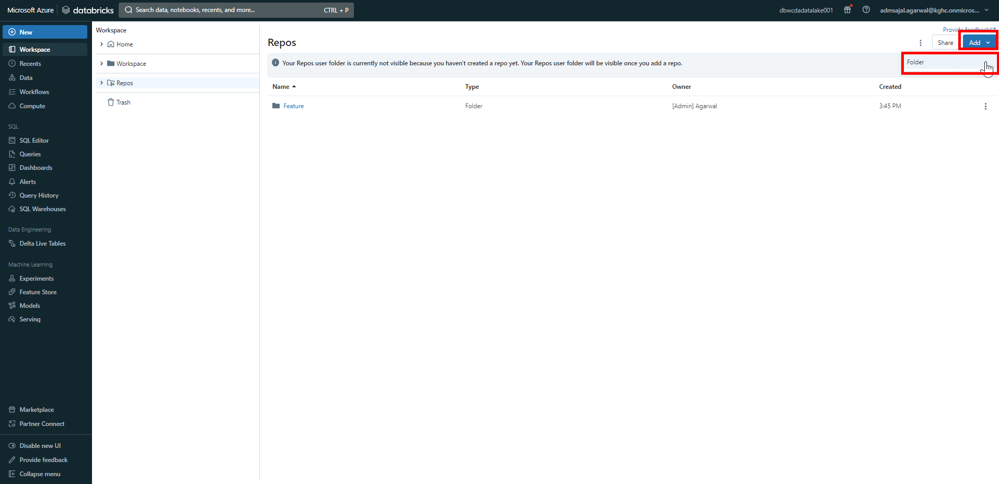 Microsoft Azure databricks Search data, notebooks, recents, and more... CTRL + P dbwcdadatalake001 admsajal.agarwal@kghc.onmicros...
New
Workspace
Recents
Data
Workflows
Compute
SQL
SQL Editor
Queries
Dashboards
Alerts
Query History
SQL Warehouses
Data Engineering
Delta Live Tables
Machine Learning
Experiments
Feature Store
Models
Serving
Marketplace
Partner Connect
Disable new UI
Provide feedback
Collapse menu
Workspace
Home
Workspace
Repos
Trash
Provide feedback
Repos Share Add
Folder
Your Repos user folder is currently not visible because you haven't created a repo yet. Your Repos user folder will be visible once you add a repo.
Name Type Owner Created
Feature Folder [Admin] Agarwal 3:45 PM